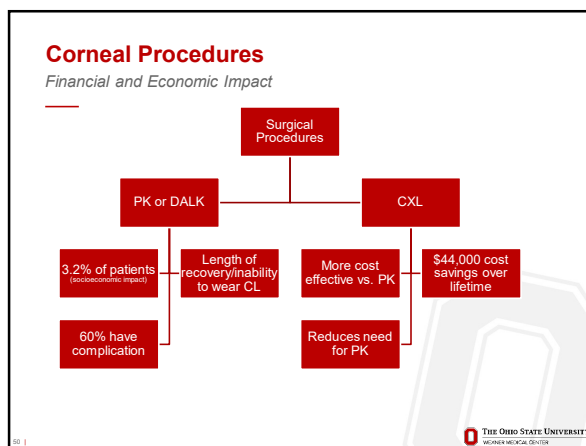 Corneal Procedures
Financial and Economic Impact
Surgical
Procedures
PK or DALK
CXL
3.2% of patients
(socioeconomic impact)
Length of
recovery/inability
to wear CL
More cost
effective vs. PK
$44,000 cost
savings over
lifetime
60% have
complication
Reduces need
for PK
THE OHIO STATE UNIVERSIT
WEXNER MEDICAL CENTER